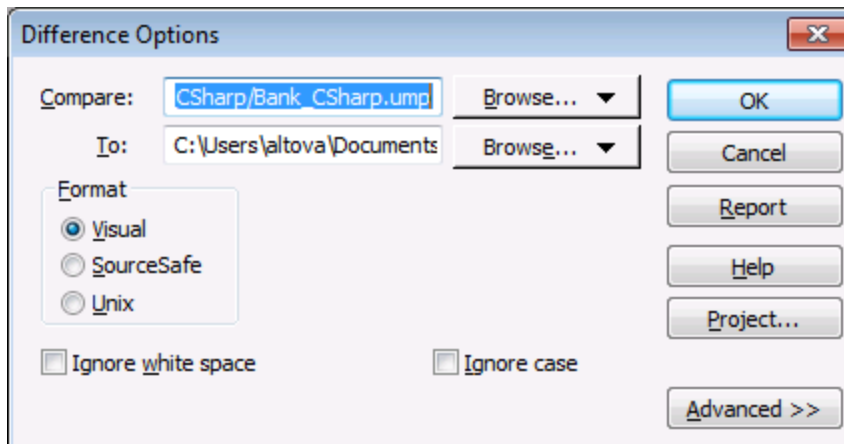 Difference Options
Compare: CSharp/Bank_CSharp.ump Browse... OK
To: C:\Users\altova\Documents Browse... Cancel
Format
Visual
SourceSafe
Unix
Report
Help
Project...
Ignore white space Ignore case
Advanced >>